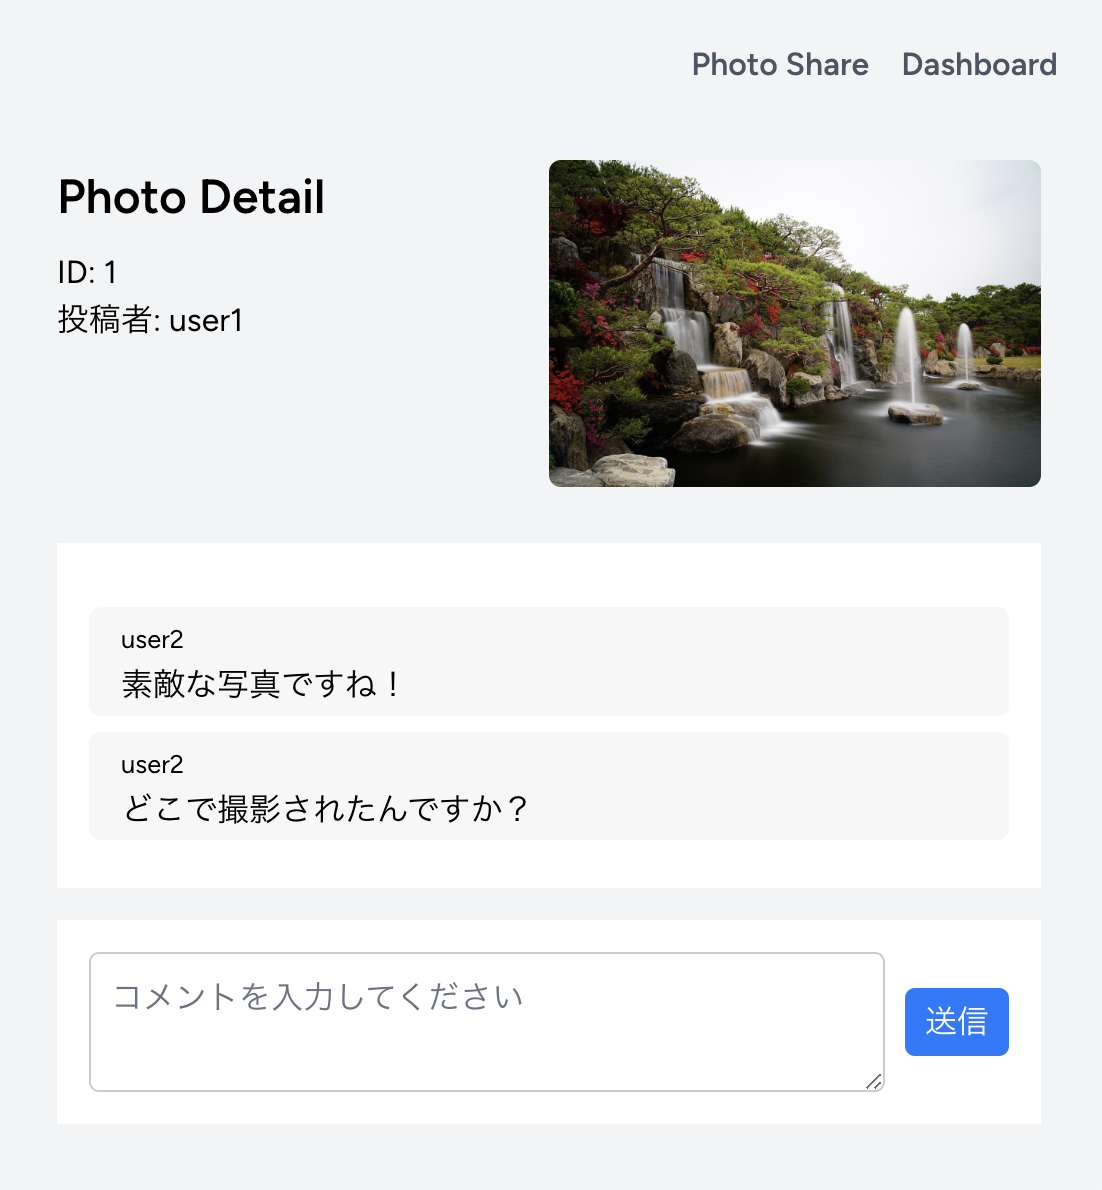 Photo Share Dashboard
Photo Detail
ID: 1
投稿者: user1
user2
素敵な写真ですね！
user2
どこで撮影されたんですか？
コメントを入力してください
送信